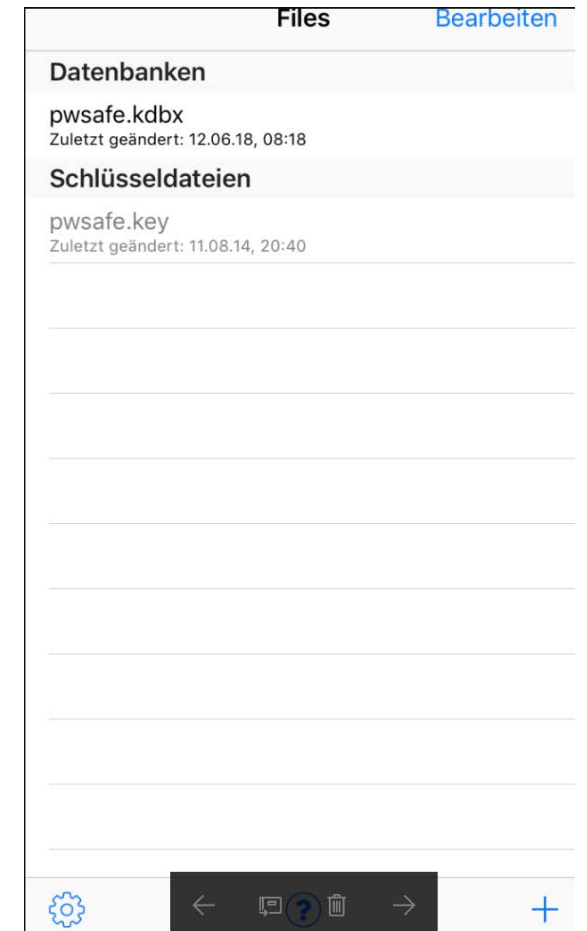 Files
Bearbeiten
Datenbanken
pwsafe.kdbx
Zuletzt geändert: 12.06.18, 08:18
Schlüsseldateien
pwsafe.key
Zuletzt geändert: 11.08.14, 20:40
?